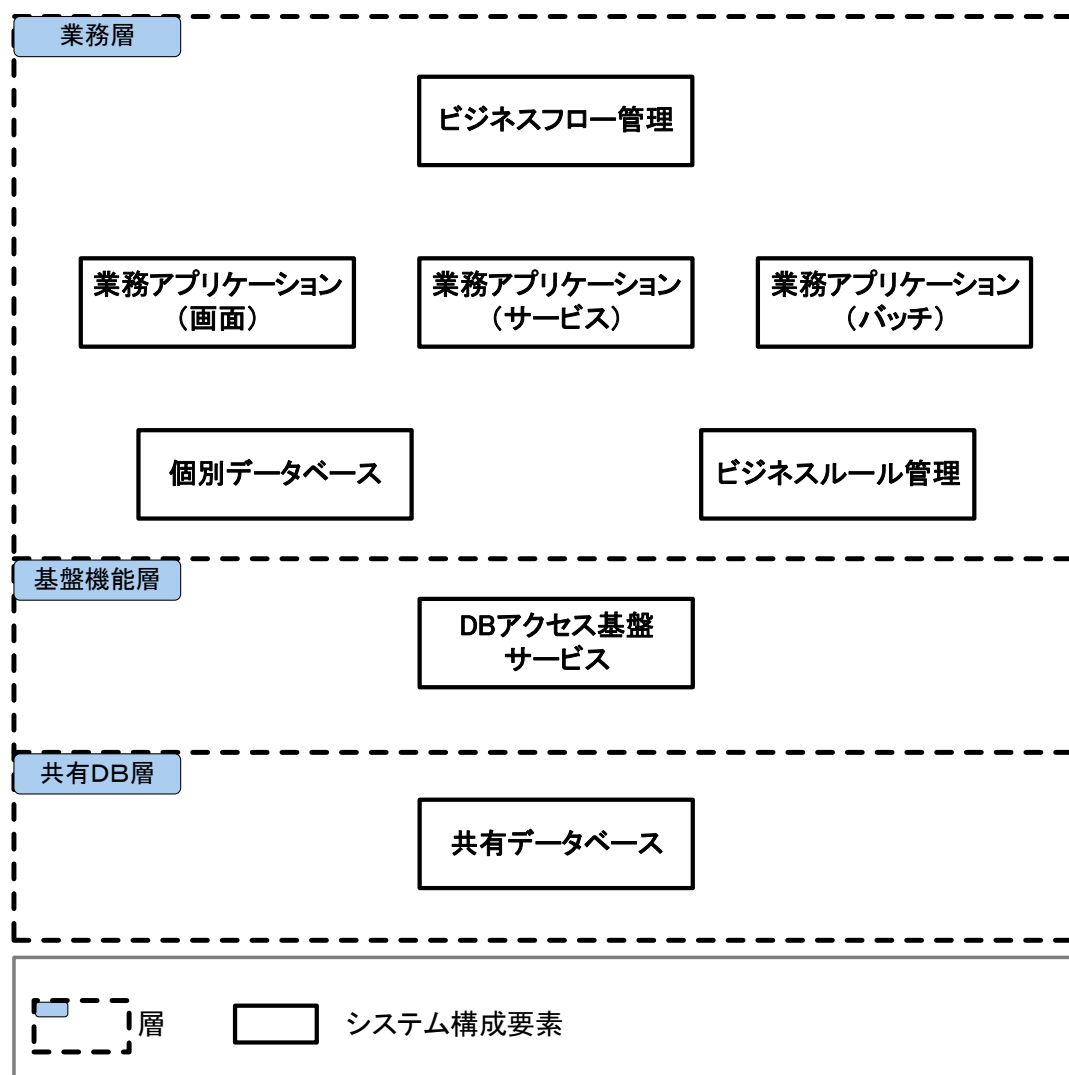 業務層
ビジネスフロー管理
業務アプリケーション
（画面）
業務アプリケーション
（サービス）
業務アプリケーション
（バッチ）
個別データベース
ビジネスルール管理
基盤機能層
DBアクセス基盤
サービス
共有ＤＢ層
共有データベース
層
システム構成要素